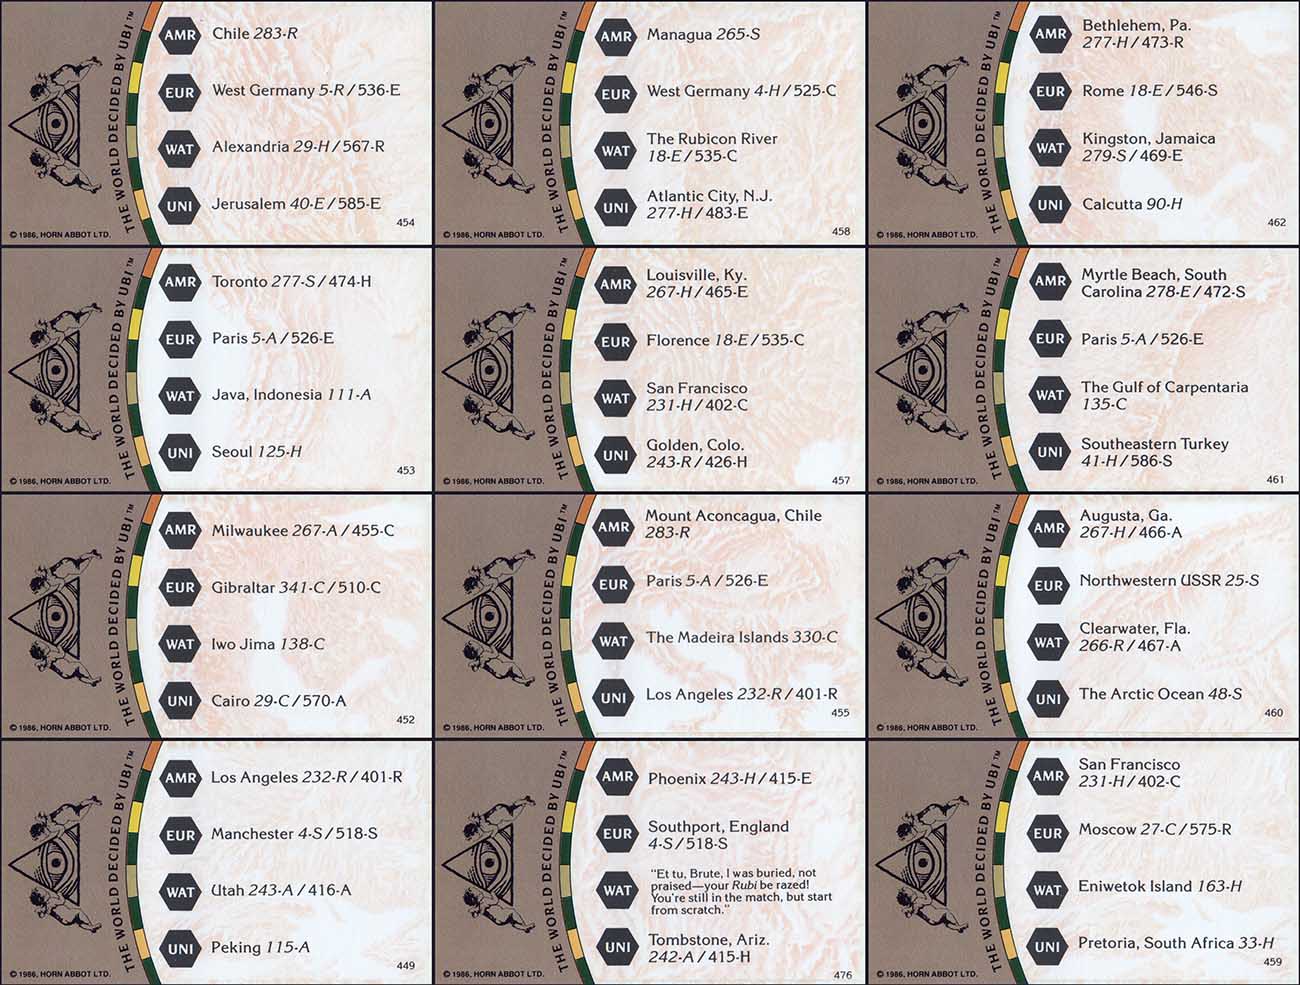 THE WORLD DECIDED BY UBI™
AMR Chile 283-R
EUR West Germany 5-R / 536-E
WAT Alexandria 29-H / 567-R
UNI Jerusalem 40-E / 585-E
454
© 1986, HORN ABBOT LTD.
THE WORLD DECIDED BY UBI™
AMR Managua 265-S
EUR West Germany 4-H / 525-C
WAT The Rubicon River
18-E / 535-C
UNI Atlantic City, N.J.
277-H / 483-E
458
© 1986, HORN ABBOT LTD.
THE WORLD DECIDED BY UBI™
AMR Bethlehem, Pa.
277-H / 473-R
EUR Rome 18-E / 546-S
WAT Kingston, Jamaica
279-S / 469-E
UNI Calcutta 90-H
462
© 1986, HORN ABBOT LTD.
THE WORLD DECIDED BY UBI™
AMR Toronto 277-S / 474-H
EUR Paris 5-A / 526-E
WAT Java, Indonesia 111-A
UNI Seoul 125-H
453
© 1986, HORN ABBOT LTD.
THE WORLD DECIDED BY UBI™
AMR Louisville, Ky.
267-H / 465-E
EUR Florence 18-E / 535-C
WAT San Francisco
231-H / 402-C
UNI Golden, Colo.
243-R / 426-H
457
© 1986, HORN ABBOT LTD.
THE WORLD DECIDED BY UBI™
AMR Myrtle Beach, South
Carolina 278-E / 472-S
EUR Paris 5-A / 526-E
WAT The Gulf of Carpentaria
135-C
UNI Southeastern Turkey
41-H / 586-S
461
© 1986, HORN ABBOT LTD.
THE WORLD DECIDED BY UBI™
AMR Milwaukee 267-A / 455-C
EUR Gibraltar 341-C / 510-C
WAT Iwo Jima 138-C
UNI Cairo 29-C / 570-A
452
© 1986, HORN ABBOT LTD.
THE WORLD DECIDED BY UBI™
AMR Mount Aconcagua, Chile
283-R
EUR Paris 5-A / 526-E
WAT The Madeira Islands 330-C
UNI Los Angeles 232-R / 401-R
455
© 1986, HORN ABBOT LTD.
THE WORLD DECIDED BY UBI™
AMR Augusta, Ga.
267-H / 466-A
EUR Northwestern USSR 25-S
WAT Clearwater, Fla.
266-R / 467-A
UNI The Arctic Ocean 48-S
460
© 1986, HORN ABBOT LTD.
THE WORLD DECIDED BY UBI™
AMR Los Angeles 232-R / 401-R
EUR Manchester 4-S / 518-S
WAT Utah 243-A / 416-A
UNI Peking 115-A
449
© 1986, HORN ABBOT LTD.
THE WORLD DECIDED BY UBI™
AMR Phoenix 243-H / 415-E
EUR Southport, England
4-S / 518-S
WAT "Et tu, Brute, I was buried, not
praised—your Rubi be razed!
You're still in the match, but start
from scratch."
UNI Tombstone, Ariz.
242-A / 415-H
476
© 1986, HORN ABBOT LTD.
THE WORLD DECIDED BY UBI™
AMR San Francisco
231-H / 402-C
EUR Moscow 27-C / 575-R
WAT Eniwetok Island 163-H
UNI Pretoria, South Africa 33-H
459
© 1986, HORN ABBOT LTD.